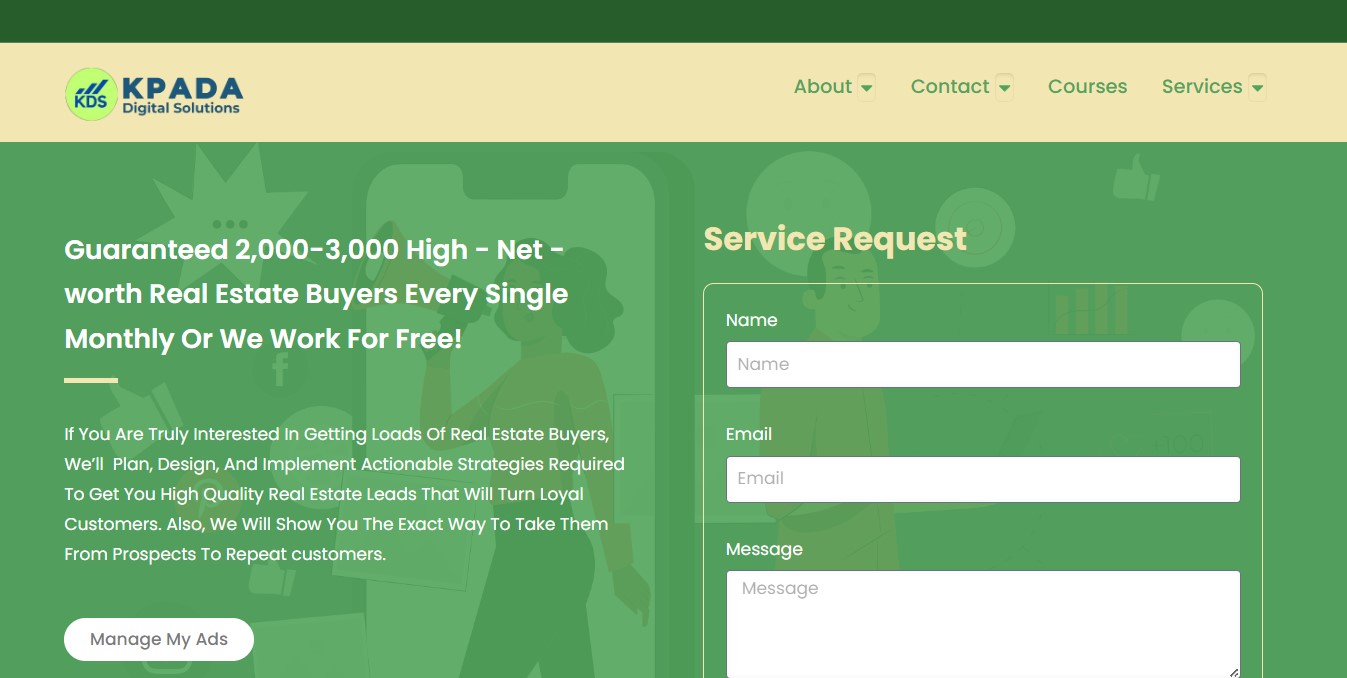 KDS
KPADA
Digital Solutions
About
Contact
Courses
Services
Guaranteed 2,000-3,000 High - Net -
worth Real Estate Buyers Every Single
Monthly Or We Work For Free!
If You Are Truly Interested In Getting Loads Of Real Estate Buyers,
We’ll  Plan, Design, And Implement Actionable Strategies Required
To Get You High Quality Real Estate Leads That Will Turn Loyal
Customers. Also, We Will Show You The Exact Way To Take Them
From Prospects To Repeat customers.
Manage My Ads
Service Request
Name
Name
Email
Email
+100
Message
Message